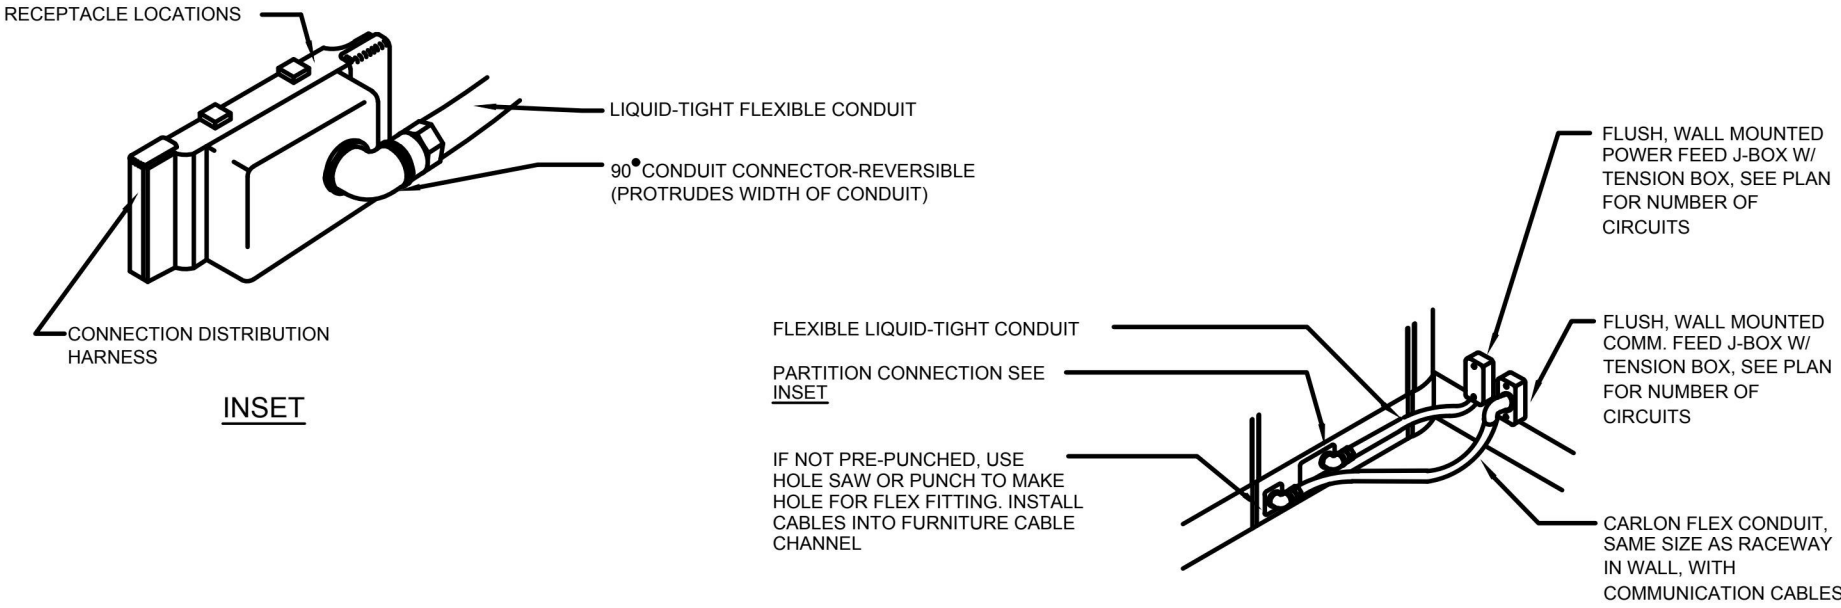 RECEPTACLE LOCATIONS
LIQUID-TIGHT FLEXIBLE CONDUIT
90° CONDUIT CONNECTOR-REVERSIBLE
(PROTRUDES WIDTH OF CONDUIT)
CONNECTION DISTRIBUTION
HARNESS
INSET
FLEXIBLE LIQUID-TIGHT CONDUIT
PARTITION CONNECTION SEE
INSET
IF NOT PRE-PUNCHED, USE
HOLE SAW OR PUNCH TO MAKE
HOLE FOR FLEX FITTING. INSTALL
CABLES INTO FURNITURE CABLE
CHANNEL
FLUSH, WALL MOUNTED
POWER FEED J-BOX W/
TENSION BOX, SEE PLAN
FOR NUMBER OF
CIRCUITS
FLUSH, WALL MOUNTED
COMM. FEED J-BOX W/
TENSION BOX, SEE PLAN
FOR NUMBER OF
CIRCUITS
CARLON FLEX CONDUIT,
SAME SIZE AS RACEWAY
IN WALL, WITH
COMMUNICATION CABLES